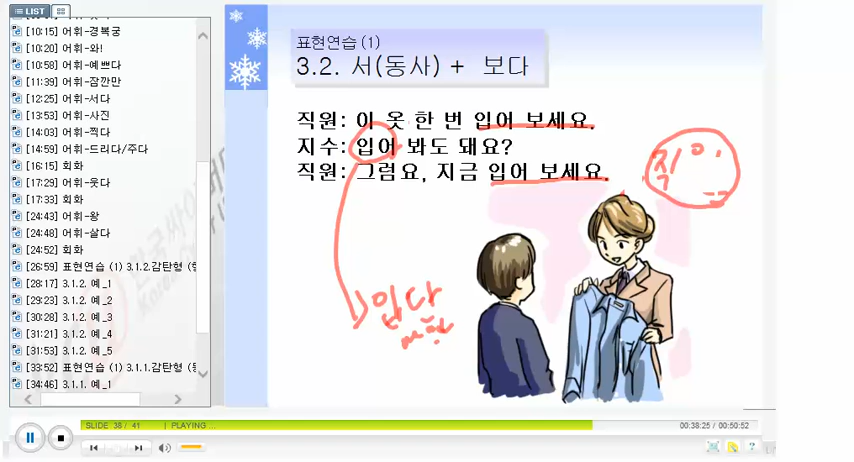 LIST
[10:15] 어휘-경복궁
[10:20] 어휘-와!
[10:58] 어휘-예쁘다
[11:39] 어휘-잠깐만
[12:25] 어휘-서다
[13:53] 어휘-사진
[14:03] 어휘-찍다
[14:59] 어휘-드리다/주다
[16:15] 회화
[17:29] 어휘-웃다
[17:33] 회화
[24:43] 어휘-왕
[24:48] 어휘-살다
[24:52] 회화
[26:59] 표현연습 (1) 3.1.2.감탄형 (형
[28:17] 3.1.2. 예_1
[29:23] 3.1.2. 예_2
[30:28] 3.1.2. 예_3
[31:21] 3.1.2. 예_4
[31:53] 3.1.2. 예_5
[33:52] 표현연습 (1) 3.1.1.감탄형 (동
[34:46] 3.1.1. 예_1
표현연습 (1)
3.2. 서(동사) + 보다
직원: 이 옷 한 번 입어 보세요.
지수: 입어 봐도 돼요?
직원: 그럼요, 지금 입어 보세요.
입다
SLIDE 38 / 41 | PLAYING ...
00:38:25 / 00:50:52